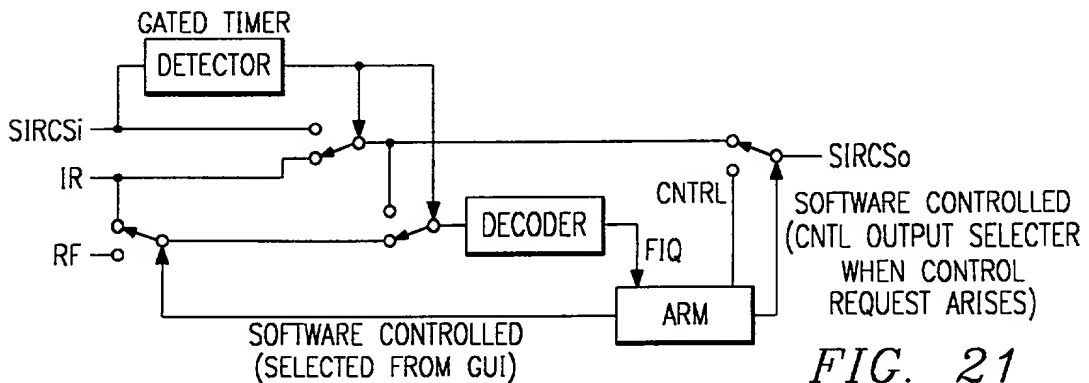 GATED TIMER
DETECTOR
SIRCSi
IR
RF
DECODER
FIQ
CNTRL
ARM
SIRCSo
SOFTWARE CONTROLLED
(CNTL OUTPUT SELECTER
WHEN CONTROL
REQUEST ARISES)
SOFTWARE CONTROLLED
(SELECTED FROM GUI)
FIG. 21